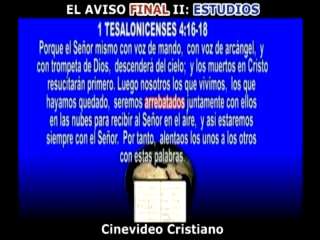 EL AVISO FINAL II: ESTUDIOS
1 TESALONICENSES 4:16-18
Porque el Señor mismo con voz de mando, con voz de arcángel, y
con trompeta de Dios, descenderá del cielo; y los muertos en Cristo
resucitarán primero. Luego nosotros los que vivimos, los que
hayamos quedado, seremos arrebatados juntamente con ellos
en las nubes para recibir al Señor en el aire, y así estaremos
siempre con el Señor. Por tanto, alentaos los unos a los otros
con estas palabras.
Cinevideo Cristiano